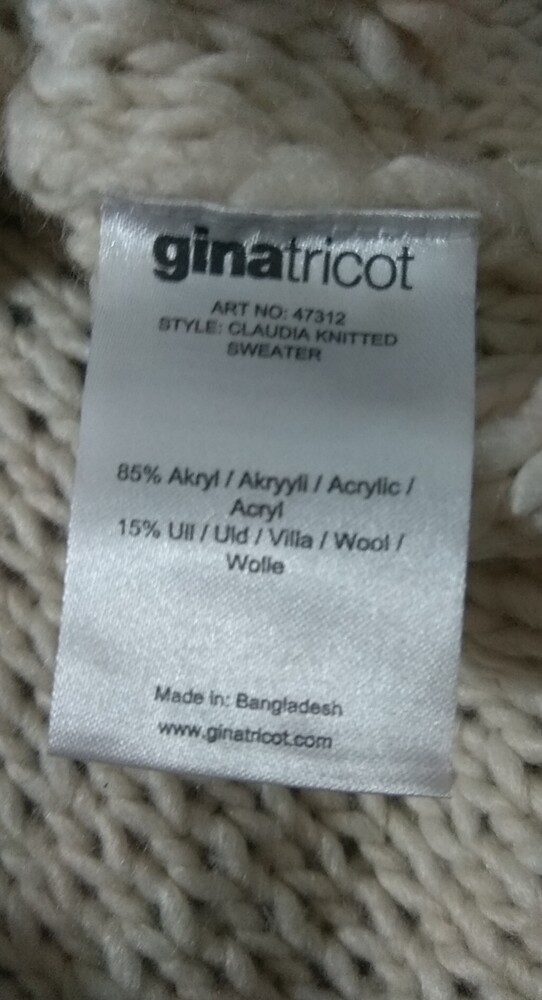 ginatricot
ART NO: 47312
STYLE: CLAUDIA KNITTED
SWEATER
85% Akryl / Akryyli / Acrylic /
Acryl
15% Ull / Uld / Villa / Wool /
Wolle
Made in: Bangladesh
www.ginatricot.com